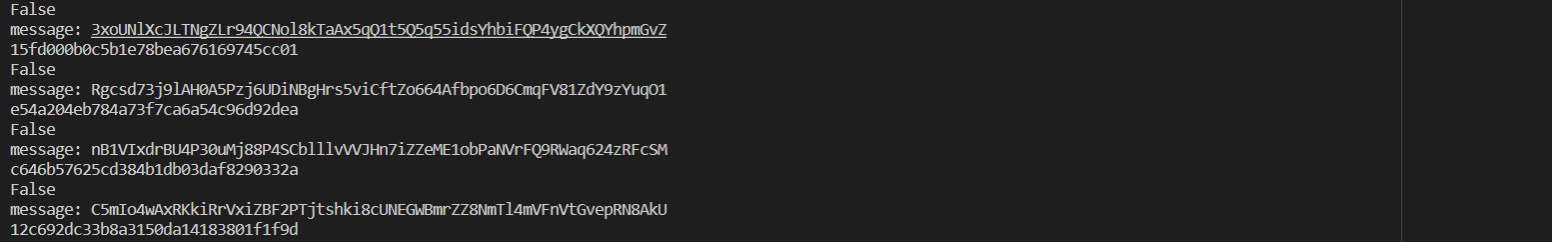 False
message: 3xoUNlXcJLTNgZLr94QCNol8kTaAx5qQ1t5Q5q55idsYhbiFQP4ygCkXQYhpmGvZ
15fd000b0c5b1e78bea676169745cc01
False
message: Rgcsd73j9lAH0A5Pzj6UDiNBgHrs5viCftZo664Afbpo6D6CmqFV81ZdY9zYuqO1
e54a204eb784a73f7ca6a54c96d92dea
False
message: nB1VIxdrBU4P30uMj88P4SCblllvVVJHn7iZZeME1obPaNVrFQ9RWaq624zRFcSM
c646b57625cd384b1db03daf8290332a
False
message: C5mIo4wAxRKkiRrVxiZBF2PTjtshki8cUNEGWBmrZZ8NmTl4mVFnVtGvepRN8AkU
12c692dc33b8a3150da14183801f1f9d